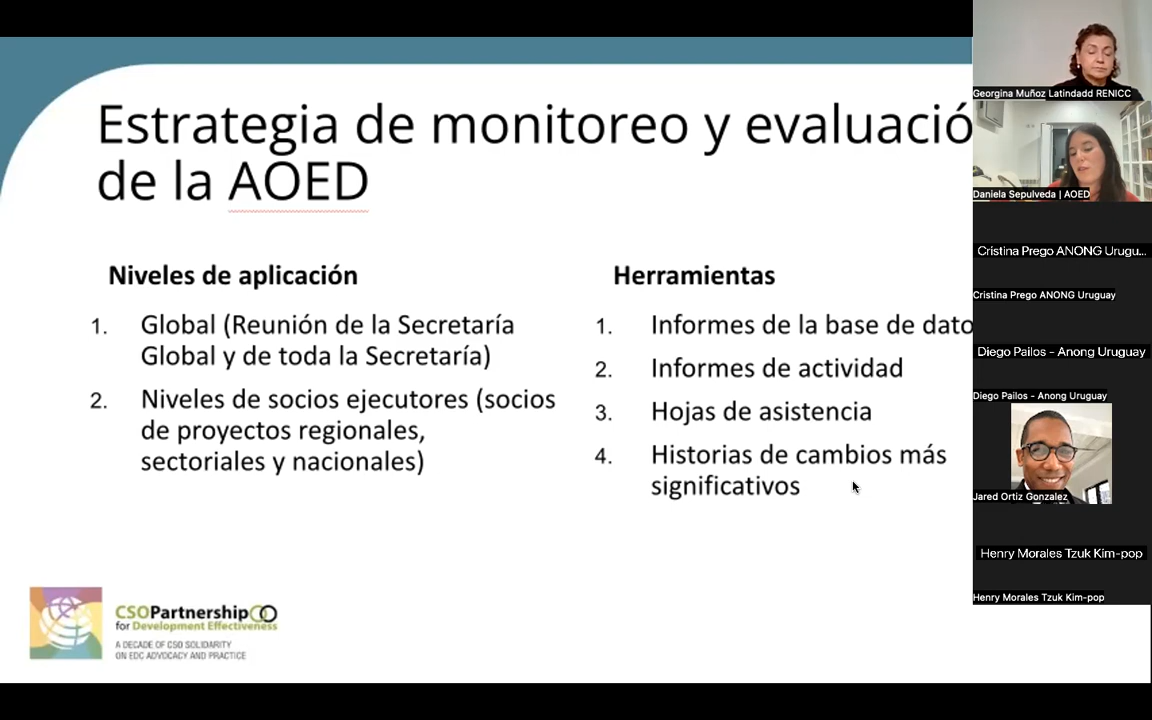 Estrategia de monitoreo y evaluació
de la AOED
Niveles de aplicación
1. Global (Reunión de la Secretaría
Global y de toda la Secretaría)
2. Niveles de socios ejecutores (socios
de proyectos regionales,
sectoriales y nacionales)
Herramientas
1. Informes de la base de dato
2. Informes de actividad
3. Hojas de asistencia
4. Historias de cambios más
significativos
CSOPartnership
for Development Effectiveness
A DECADE OF CSO SOLIDARITY
ON EDC ADVOCACY AND PRACTICE
Georgina Muñoz Latindadd RENICC
Daniela Sepulveda | AOED
Cristina Prego ANONG Urugu...
Cristina Prego ANONG Uruguay
Diego Pailos - Anong Uruguay
Diego Pailos - Anong Uruguay
Jared Ortiz Gonzalez
Henry Morales Tzuk Kim-pop
Henry Morales Tzuk Kim-pop